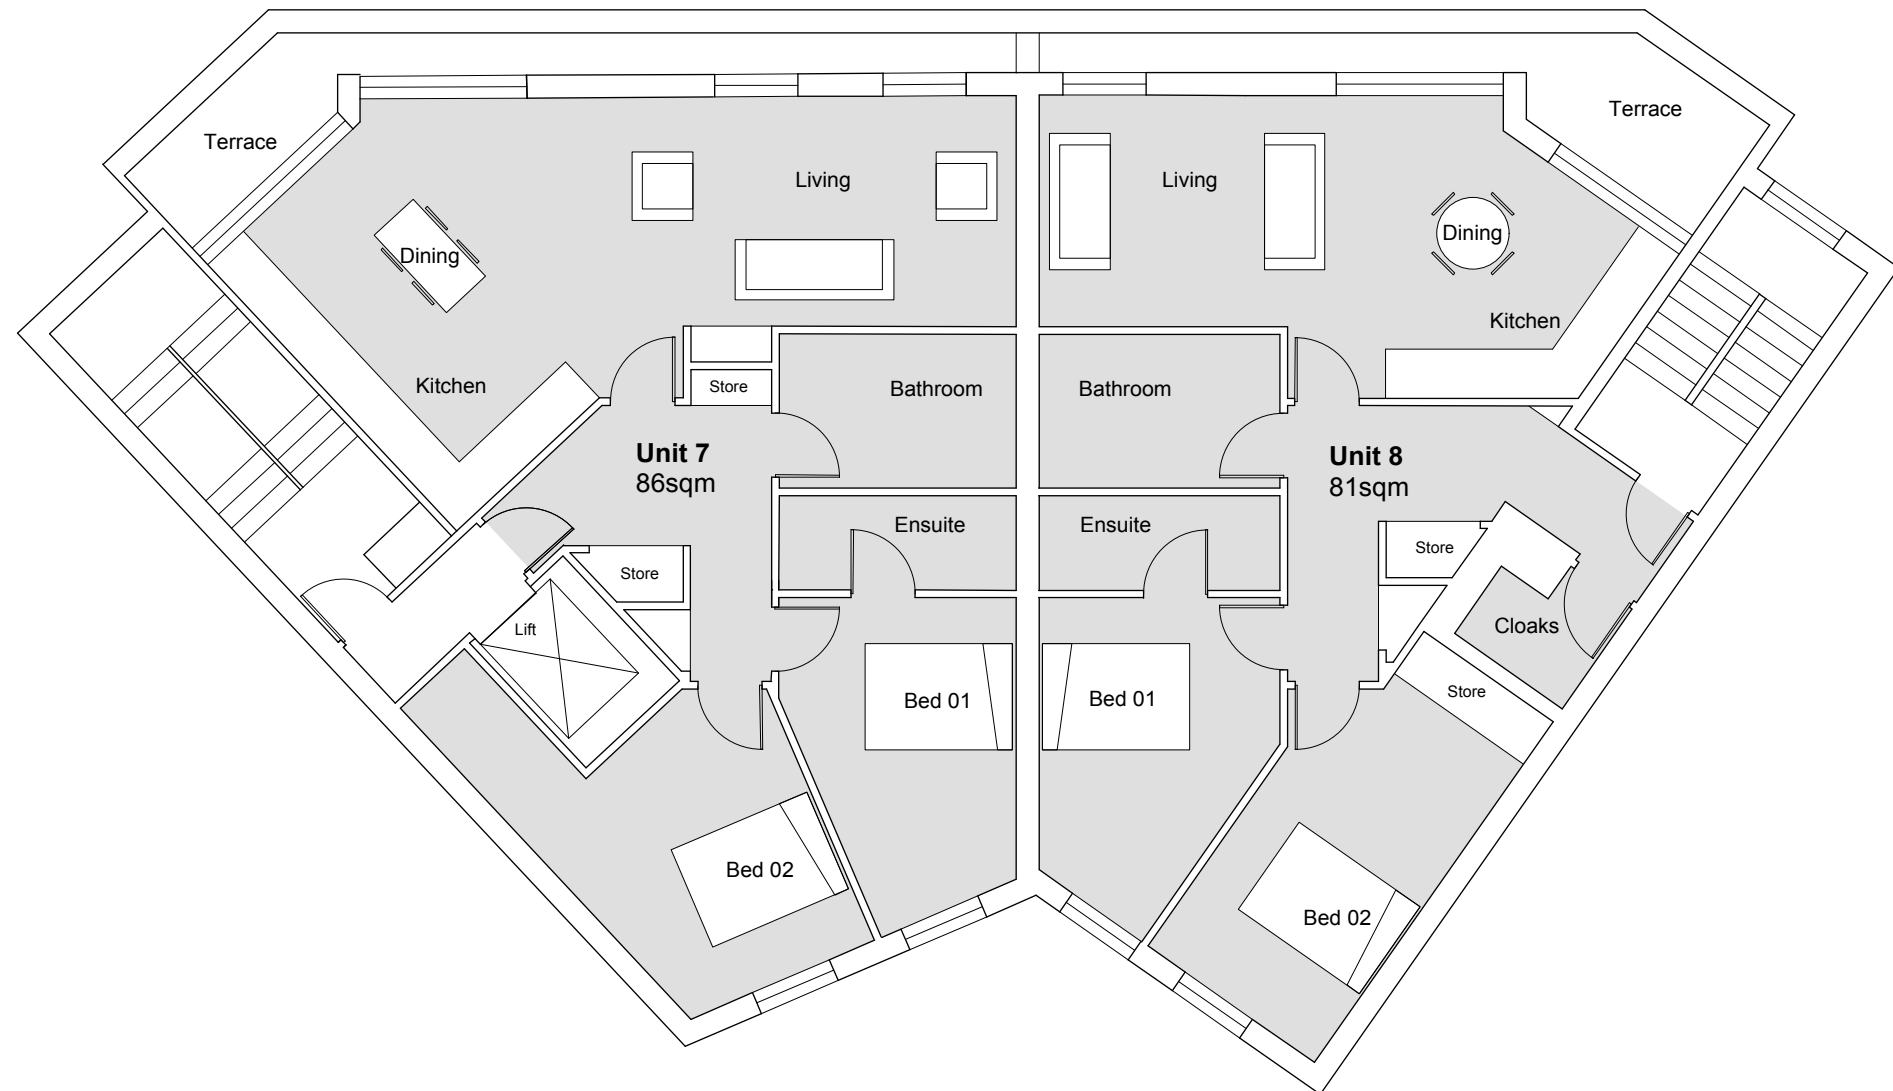 Terrace
Living
Dining
Kitchen
Store
Bathroom
Unit 7
86sqm
Ensuite
Store
Lift
Bed 01
Bed 02
Terrace
Living
Dining
Kitchen
Bathroom
Unit 8
81sqm
Ensuite
Store
Cloaks
Store
Bed 01
Bed 02